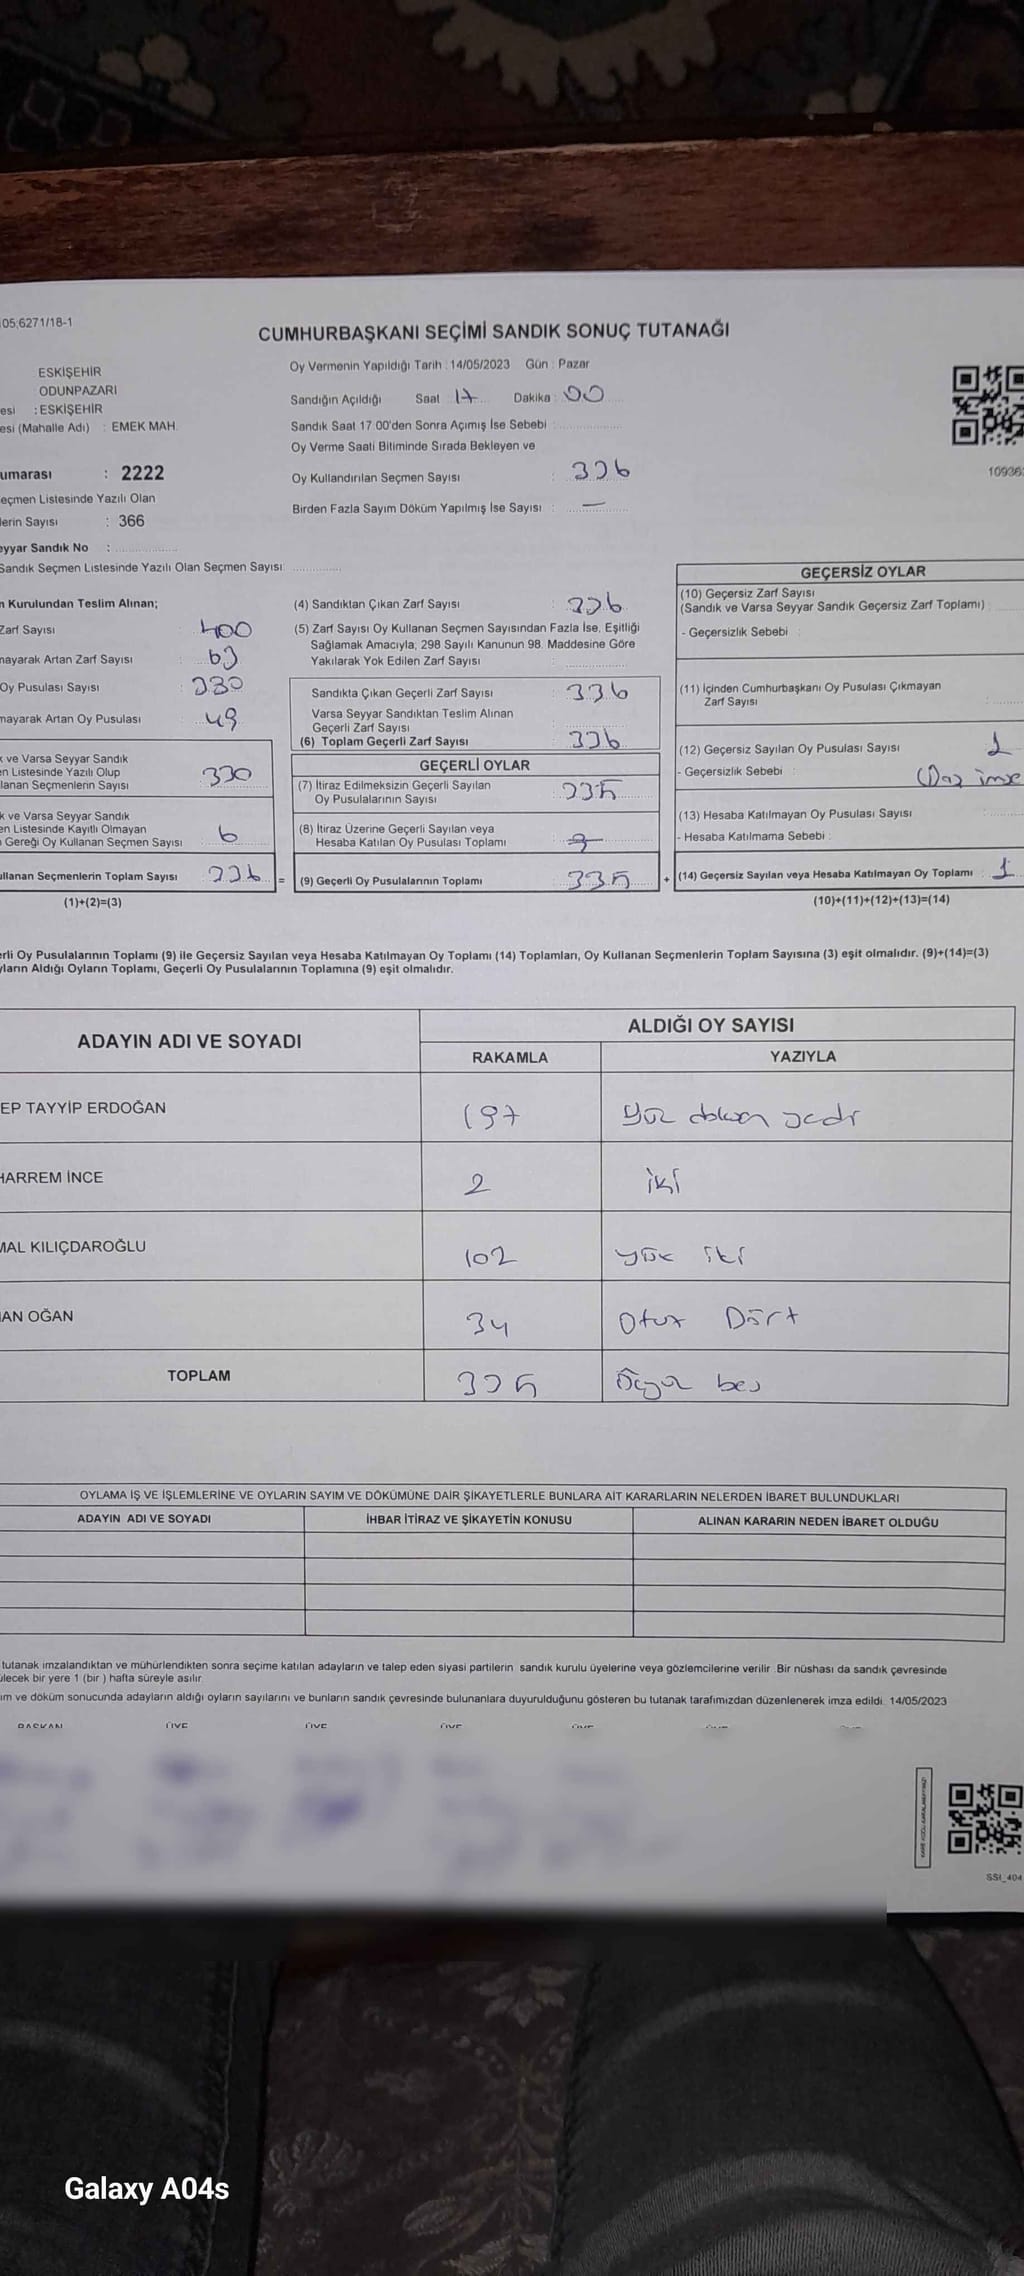 05;6271/18-1
CUMHURBAŞKANI SEÇİMİ SANDIK SONUÇ TUTANAĞI
ESKİŞEHİR
ODUNPAZARI
esi : ESKİŞEHİR
esi (Mahalle Adı) : EMEK MAH.
umarası : 2222
eçmen Listesinde Yazılı Olan
lerin Sayısı : 366
eyyar Sandık No :
Sandık Seçmen Listesinde Yazılı Olan Seçmen Sayısı
Oy Vermenin Yapıldığı Tarih : 14/05/2023 Gün : Pazar
Sandığın Açıldığı Saat 17 Dakika : 00
Sandık Saat 17.00'den Sonra Açımış İse Sebebi :
Oy Verme Saati Bitiminde Sırada Bekleyen ve
Oy Kullandırılan Seçmen Sayısı : 336
Birden Fazla Sayım Döküm Yapılmış İse Sayısı : —
10936
n Kurulundan Teslim Alınan;
Zarf Sayısı : 400
mayarak Artan Zarf Sayısı : 63
Oy Pusulası Sayısı : 380
mayarak Artan Oy Pusulası : 49
k ve Varsa Seyyar Sandık
en Listesinde Yazılı Olup
lanan Seçmenlerin Sayısı 330
k ve Varsa Seyyar Sandık
en Listesinde Kayıtlı Olmayan
Gereği Oy Kullanan Seçmen Sayısı 6
ullanan Seçmenlerin Toplam Sayısı 336 =
(1)+(2)=(3)
(4) Sandıktan Çıkan Zarf Sayısı : 336
(5) Zarf Sayısı Oy Kullanan Seçmen Sayısından Fazla İse, Eşitliği
Sağlamak Amacıyla, 298 Sayılı Kanunun 98. Maddesine Göre
Yakılarak Yok Edilen Zarf Sayısı :
Sandıkta Çıkan Geçerli Zarf Sayısı : 336
Varsa Seyyar Sandıktan Teslim Alınan
Geçerli Zarf Sayısı
(6) Toplam Geçerli Zarf Sayısı : 336
GEÇERLİ OYLAR
(7) İtiraz Edilmeksizin Geçerli Sayılan
Oy Pusulalarının Sayısı : 335
(8) İtiraz Üzerine Geçerli Sayılan veya
Hesaba Katılan Oy Pusulası Toplamı :
(9) Geçerli Oy Pusulalarının Toplamı : 335 +
GEÇERSİZ OYLAR
(10) Geçersiz Zarf Sayısı
(Sandık ve Varsa Seyyar Sandık Geçersiz Zarf Toplamı) :
- Geçersizlik Sebebi :
(11) İçinden Cumhurbaşkanı Oy Pusulası Çıkmayan
Zarf Sayısı :
(12) Geçersiz Sayılan Oy Pusulası Sayısı : 1
- Geçersizlik Sebebi :
(13) Hesaba Katılmayan Oy Pusulası Sayısı :
- Hesaba Katılmama Sebebi :
(14) Geçersiz Sayılan veya Hesaba Katılmayan Oy Toplamı : 1
(10)+(11)+(12)+(13)=(14)
erli Oy Pusulalarının Toplamı (9) ile Geçersiz Sayılan veya Hesaba Katılmayan Oy Toplamı (14) Toplamları, Oy Kullanan Seçmenlerin Toplam Sayısına (3) eşit olmalıdır. (9)+(14)=(3)
yların Aldığı Oyların Toplamı, Geçerli Oy Pusulalarının Toplamına (9) eşit olmalıdır.
ADAYIN ADI VE SOYADI ALDIĞI OY SAYISI
RAKAMLA YAZIYLA
EP TAYYİP ERDOĞAN 197 Yüz doksan yedi
HARREM İNCE 2 iki
MAL KILIÇDAROĞLU 102 yüz iki
NAN OĞAN 34 Otuz Dört
TOPLAM 335 Üçyüz beş
OYLAMA İŞ VE İŞLEMLERİNE VE OYLARIN SAYIM VE DÖKÜMÜNE DAİR ŞİKAYETLERLE BUNLARA AİT KARARLARIN NELERDEN İBARET BULUNDUKLARI
ADAYIN ADI VE SOYADI İHBAR İTİRAZ VE ŞİKAYETİN KONUSU ALINAN KARARIN NEDEN İBARET OLDUĞU
tutanak imzalandıktan ve mühürlendikten sonra seçime katılan adayların ve talep eden siyasi partilerin sandık kurulu üyelerine veya gözlemcilerine verilir. Bir nüshası da sandık çevresinde
ülecek bir yere 1 (bir ) hafta süreyle asılır.
ım ve döküm sonucunda adayların aldığı oyların sayılarını ve bunların sandık çevresinde bulunanlara duyurulduğunu gösteren bu tutanak tarafımızdan düzenlenerek imza edildi. 14/05/2023
BAŞKAN ÜYE ÜYE ÜYE ÜYE ÜYE ÜYE
SSI_404
Galaxy A04s